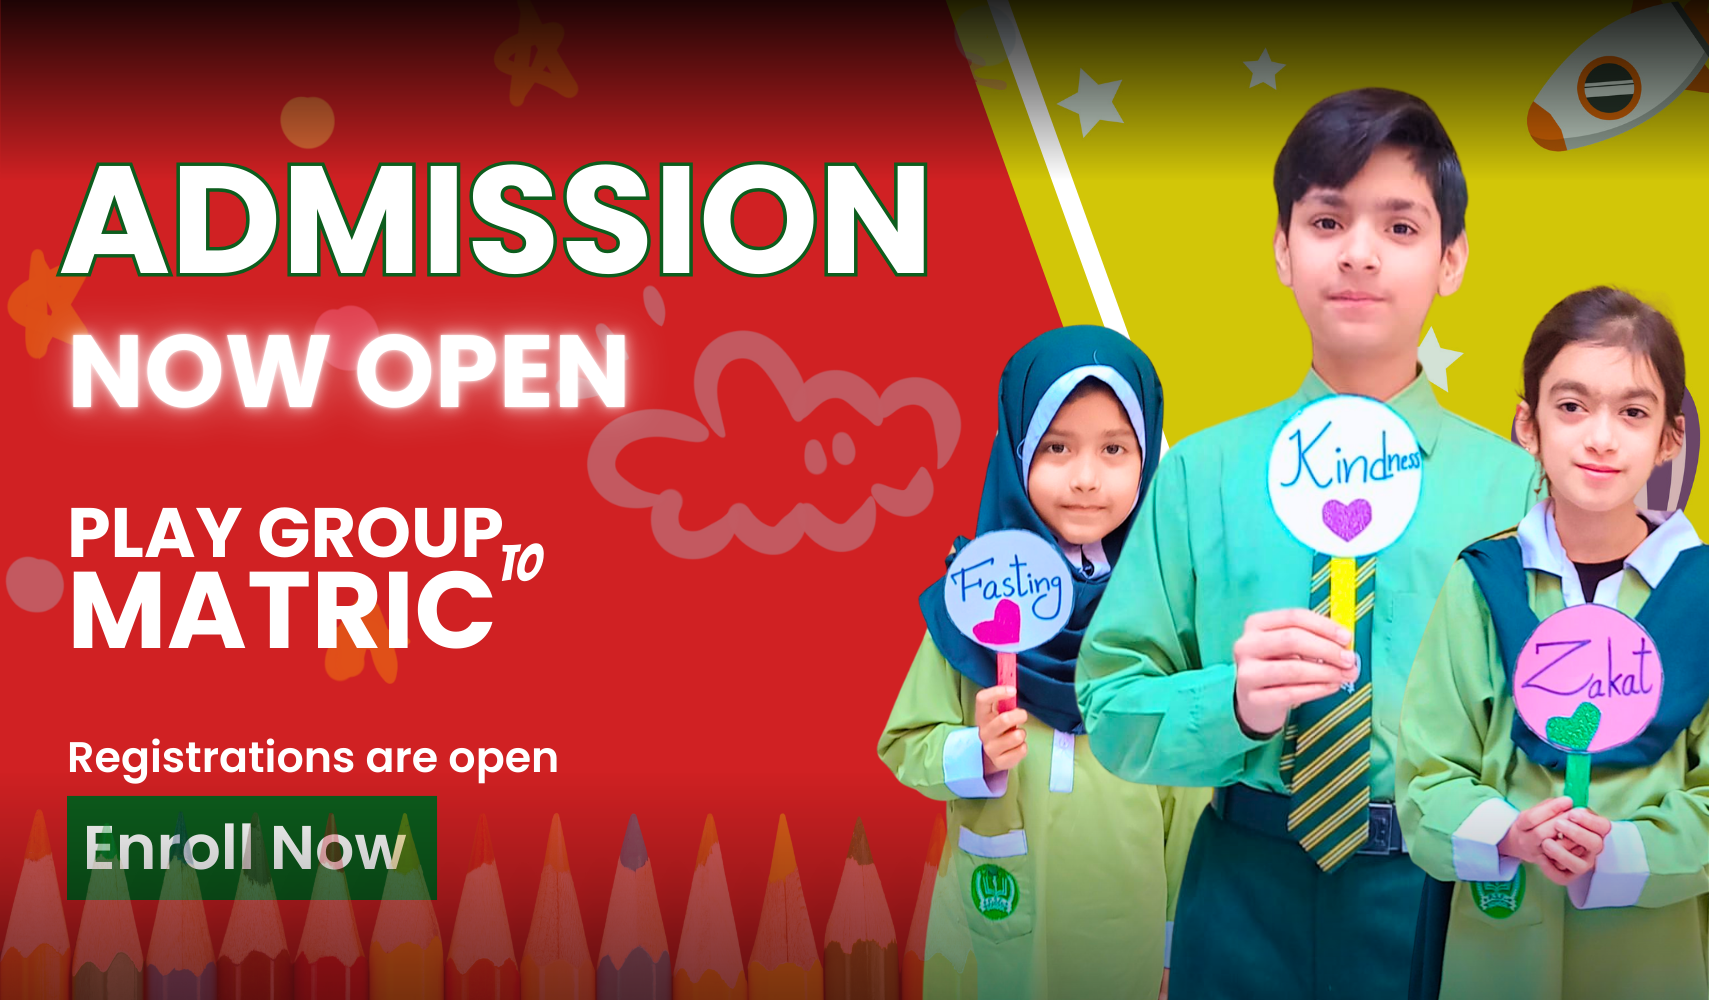 ADMISSION
NOW OPEN
PLAY GROUP
TO
MATRIC
Registrations are open
Enroll Now
Fasting
Kindness
Zakat